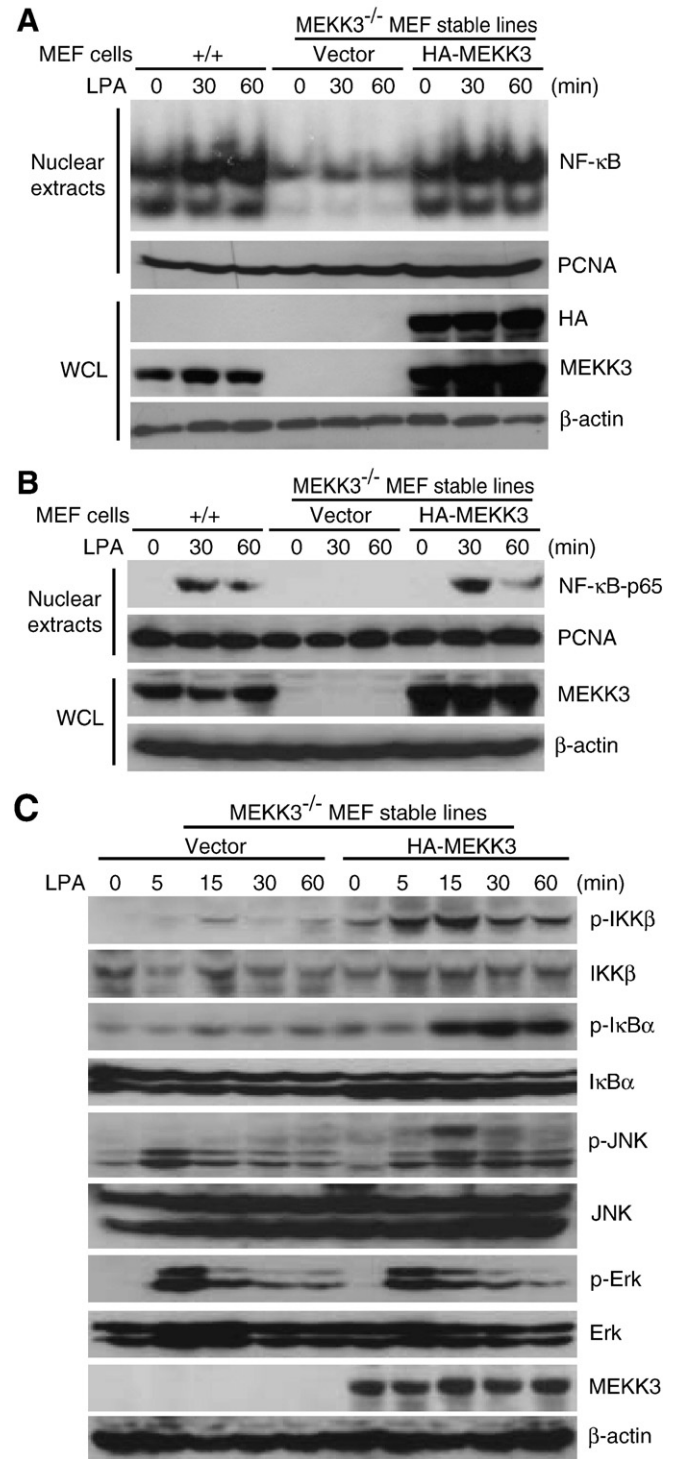 A
MEKK3-/- MEF stable lines
MEF cells +/+ Vector HA-MEKK3
LPA 0 30 60 0 30 60 0 30 60 (min)
Nuclear extracts
NF-κB
PCNA
WCL
HA
MEKK3
β-actin
B
MEKK3-/- MEF stable lines
MEF cells +/+ Vector HA-MEKK3
LPA 0 30 60 0 30 60 0 30 60 (min)
Nuclear extracts
NF-κB-p65
PCNA
WCL
MEKK3
β-actin
C
MEKK3-/- MEF stable lines
Vector HA-MEKK3
LPA 0 5 15 30 60 0 5 15 30 60 (min)
p-IKKβ
IKKβ
p-IκBα
IκBα
p-JNK
JNK
p-Erk
Erk
MEKK3
β-actin